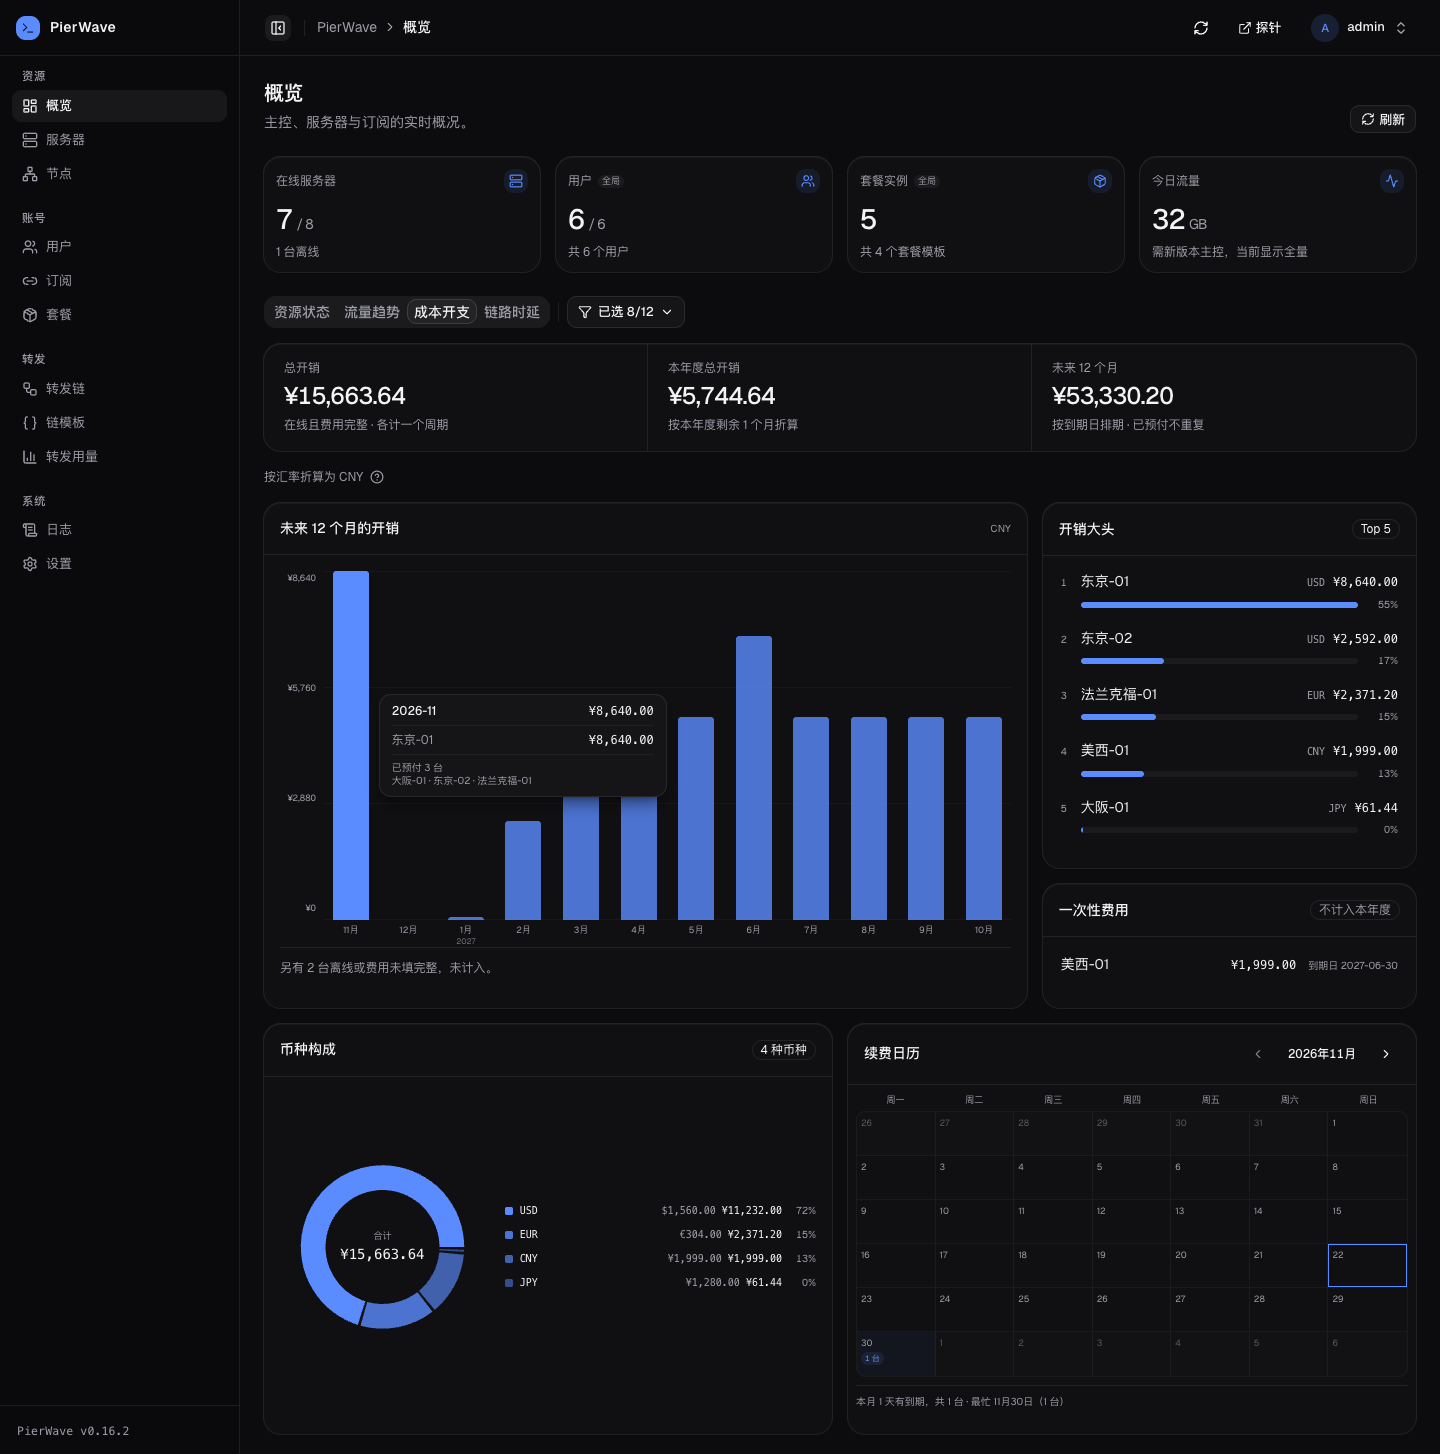 PierWave
PierWave > 概览
探针
A admin
资源
概览
服务器
节点
账号
用户
订阅
套餐
转发
转发链
链模板
转发用量
系统
日志
设置
PierWave v0.16.2
概览
主控、服务器与订阅的实时概况。
刷新
在线服务器
7 / 8
1 台离线
用户 全局
6 / 6
共 6 个用户
套餐实例 全局
5
共 4 个套餐模板
今日流量
32 GB
需新版本主控，当前显示全量
资源状态 流量趋势 成本开支 链路时延
已选 8/12
总开销
¥15,663.64
在线且费用完整 · 各计一个周期
本年度总开销
¥5,744.64
按本年度剩余 1 个月折算
未来 12 个月
¥53,330.20
按到期日排期 · 已预付不重复
按汇率折算为 CNY
未来 12 个月的开销 CNY
¥8,640
¥5,760
¥2,880
¥0
2026-11 ¥8,640.00
东京-01 ¥8,640.00
已预付 3 台
大阪-01 · 东京-02 · 法兰克福-01
11月 12月 1月 2月 3月 4月 5月 6月 7月 8月 9月 10月
2027
另有 2 台离线或费用未填完整，未计入。
开销大头 Top 5
1 东京-01 USD ¥8,640.00
55%
2 东京-02 USD ¥2,592.00
17%
3 法兰克福-01 EUR ¥2,371.20
15%
4 美西-01 CNY ¥1,999.00
13%
5 大阪-01 JPY ¥61.44
0%
一次性费用 不计入本年度
美西-01 ¥1,999.00 到期日 2027-06-30
币种构成 4 种币种
合计
¥15,663.64
USD $1,560.00 ¥11,232.00 72%
EUR €304.00 ¥2,371.20 15%
CNY ¥1,999.00 ¥1,999.00 13%
JPY ¥1,280.00 ¥61.44 0%
续费日历 2026年11月
周一 周二 周三 周四 周五 周六 周日
26 27 28 29 30 31 1
2 3 4 5 6 7 8
9 10 11 12 13 14 15
16 17 18 19 20 21 22
23 24 25 26 27 28 29
30 1 2 3 4 5 6
1 台
本月 1 天有到期，共 1 台 · 最忙 11月30日（1 台）